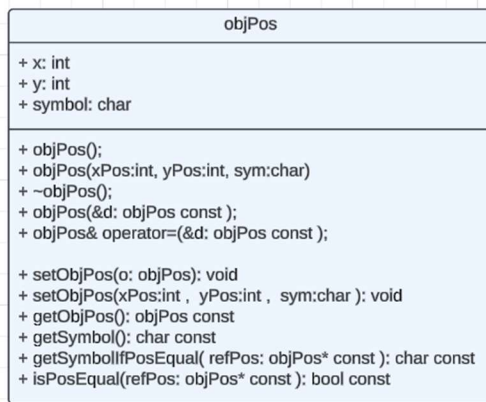 objPos
+ x: int
+ y: int
+ symbol: char
+ objPos();
+ objPos(xPos:int, yPos:int, sym:char)
+ ~objPos();
+ objPos(&d: objPos const );
+ objPos& operator=(&d: objPos const );
+ setObjPos(o: objPos): void
+ setObjPos(xPos:int , yPos:int , sym:char ): void
+ getObjPos(): objPos const
+ getSymbol(): char const
+ getSymbolIfPosEqual( refPos: objPos* const ): char const
+ isPosEqual(refPos: objPos* const ): bool const